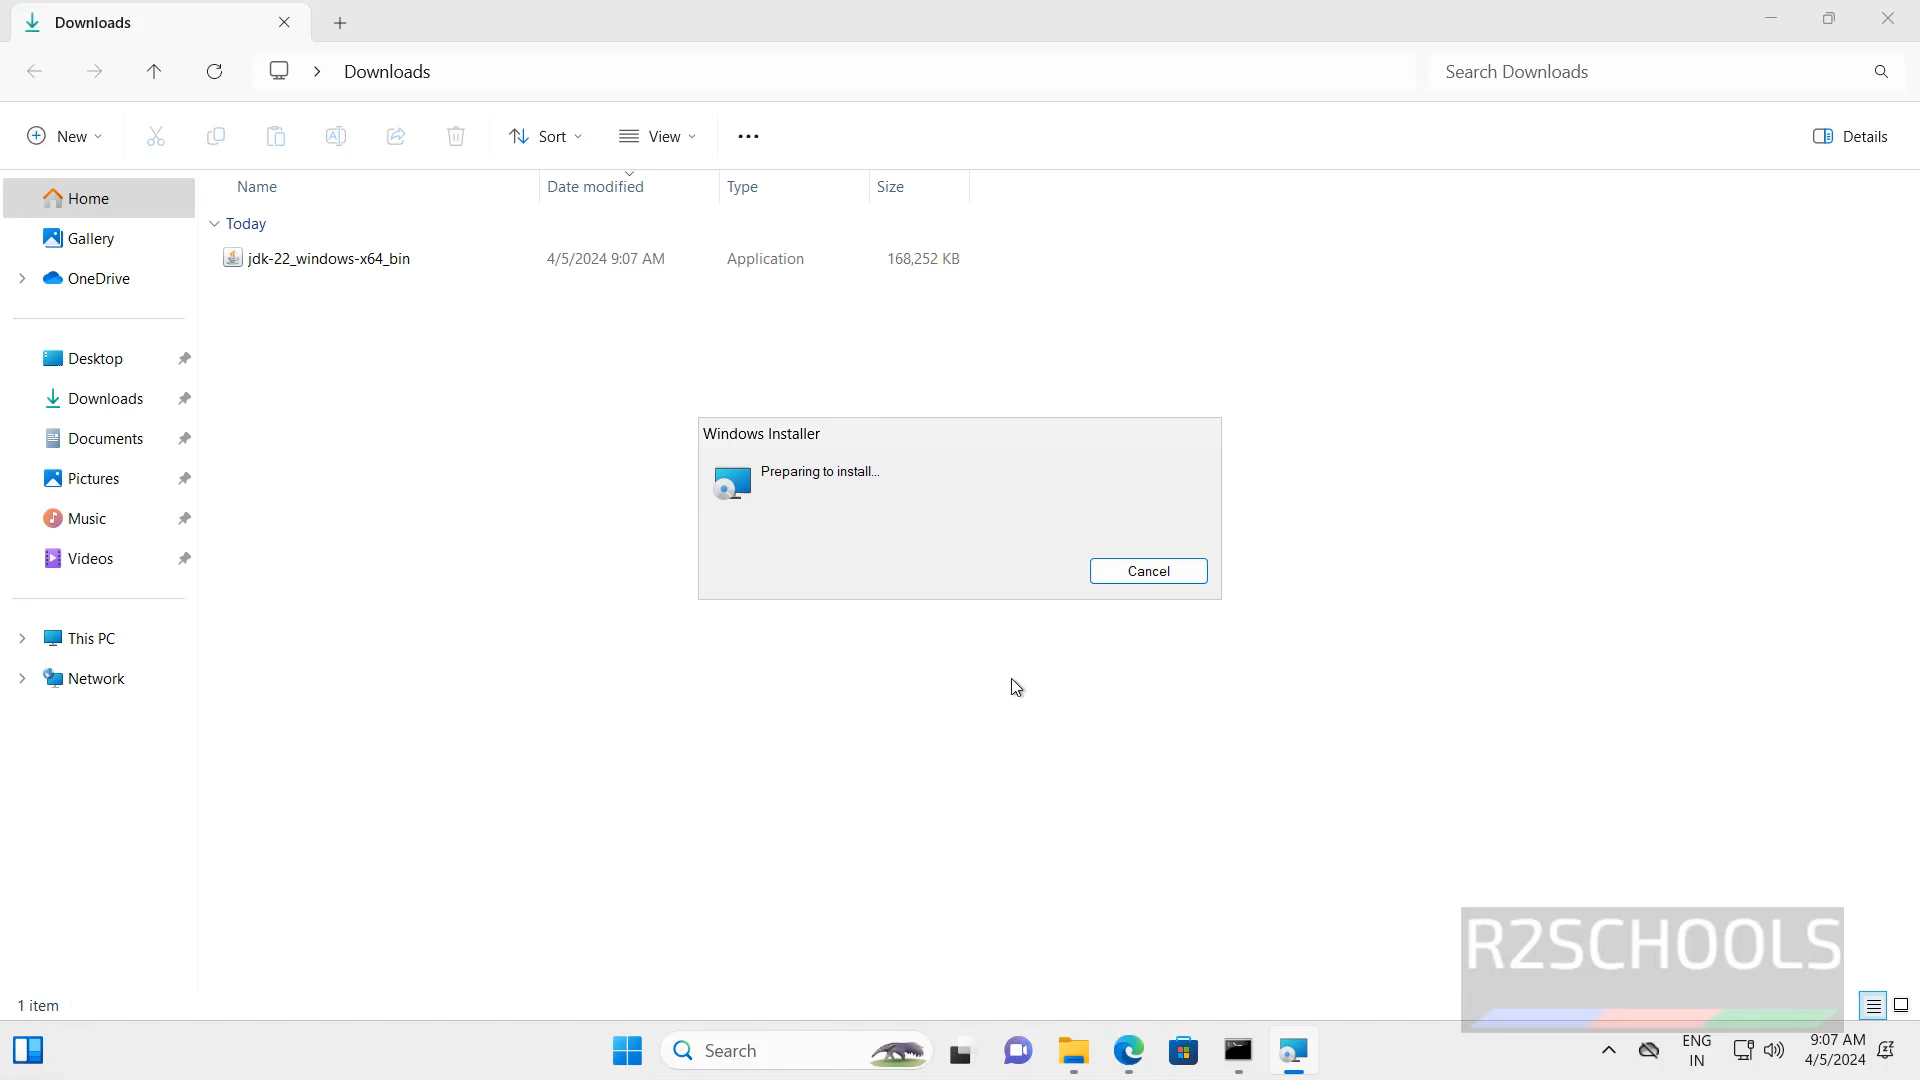 Downloads
Downloads
Search Downloads
New
Sort
View
Details
Name Date modified Type Size
Home
Today
Gallery
jdk-22_windows-x64_bin 4/5/2024 9:07 AM Application 168,252 KB
OneDrive
Desktop
Downloads
Documents
Pictures
Music
Videos
This PC
Network
Windows Installer
Preparing to install...
Cancel
R2SCHOOLS
1 item
Search
ENG
IN
9:07 AM
4/5/2024